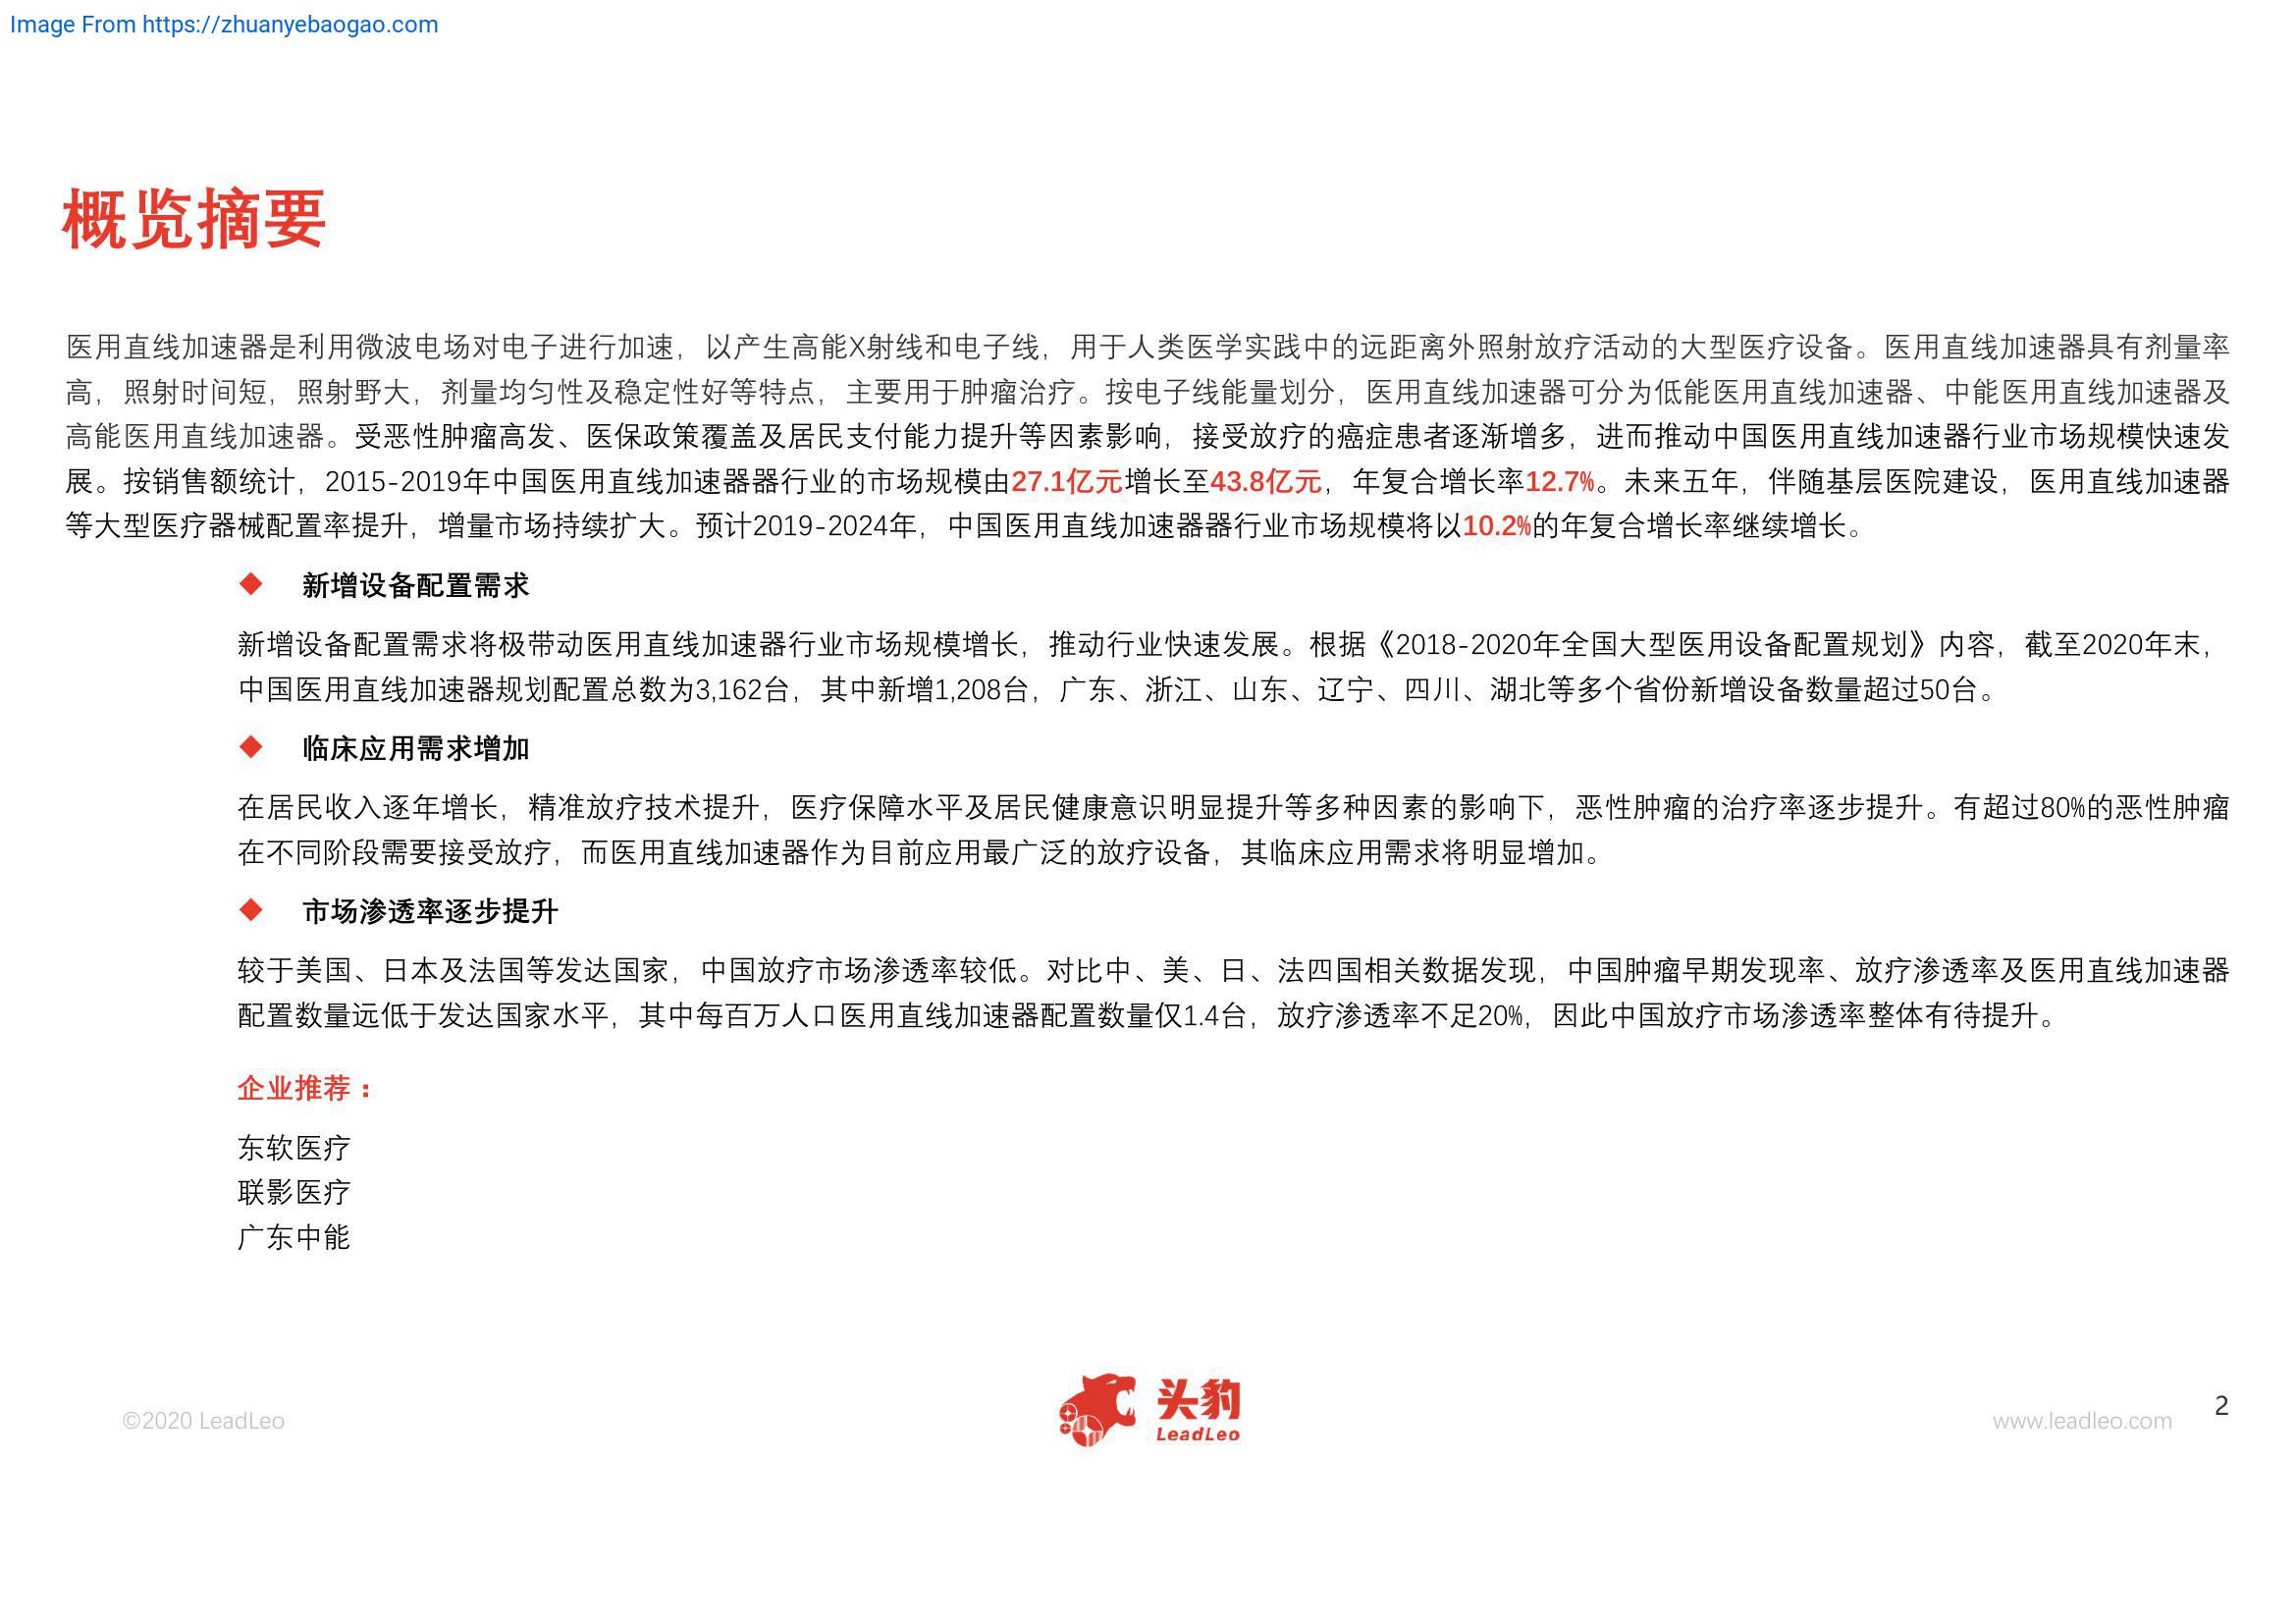 Image From https://zhuanyebaogao.com
概览摘要
医用直线加速器是利用微波电场对电子进行加速，以产生高能X射线和电子线，用于人类医学实践中的远距离外照射放疗活动的大型医疗设备。医用直线加速器具有剂量率
高，照射时间短，照射野大，剂量均匀性及稳定性好等特点，主要用于肿瘤治疗。按电子线能量划分，医用直线加速器可分为低能医用直线加速器、中能医用直线加速器及
高能医用直线加速器。受恶性肿瘤高发、医保政策覆盖及居民支付能力提升等因素影响，接受放疗的癌症患者逐渐增多，进而推动中国医用直线加速器行业市场规模快速发
展。按销售额统计，2015-2019年中国医用直线加速器器行业的市场规模由27.1亿元增长至43.8亿元，年复合增长率12.7%。未来五年，伴随基层医院建设，医用直线加速器
等大型医疗器械配置率提升，增量市场持续扩大。预计2019-2024年，中国医用直线加速器器行业市场规模将以10.2%的年复合增长率继续增长。
◆ 新增设备配置需求
新增设备配置需求将极带动医用直线加速器行业市场规模增长，推动行业快速发展。根据《2018-2020年全国大型医用设备配置规划》内容，截至2020年末，
中国医用直线加速器规划配置总数为3,162台，其中新增1,208台，广东、浙江、山东、辽宁、四川、湖北等多个省份新增设备数量超过50台。
◆ 临床应用需求增加
在居民收入逐年增长，精准放疗技术提升，医疗保障水平及居民健康意识明显提升等多种因素的影响下，恶性肿瘤的治疗率逐步提升。有超过80%的恶性肿瘤
在不同阶段需要接受放疗，而医用直线加速器作为目前应用最广泛的放疗设备，其临床应用需求将明显增加。
◆ 市场渗透率逐步提升
较于美国、日本及法国等发达国家，中国放疗市场渗透率较低。对比中、美、日、法四国相关数据发现，中国肿瘤早期发现率、放疗渗透率及医用直线加速器
配置数量远低于发达国家水平，其中每百万人口医用直线加速器配置数量仅1.4台，放疗渗透率不足20%，因此中国放疗市场渗透率整体有待提升。
企业推荐：
东软医疗
联影医疗
广东中能
©2020 LeadLeo
头豹
LeadLeo
www.leadleo.com
2